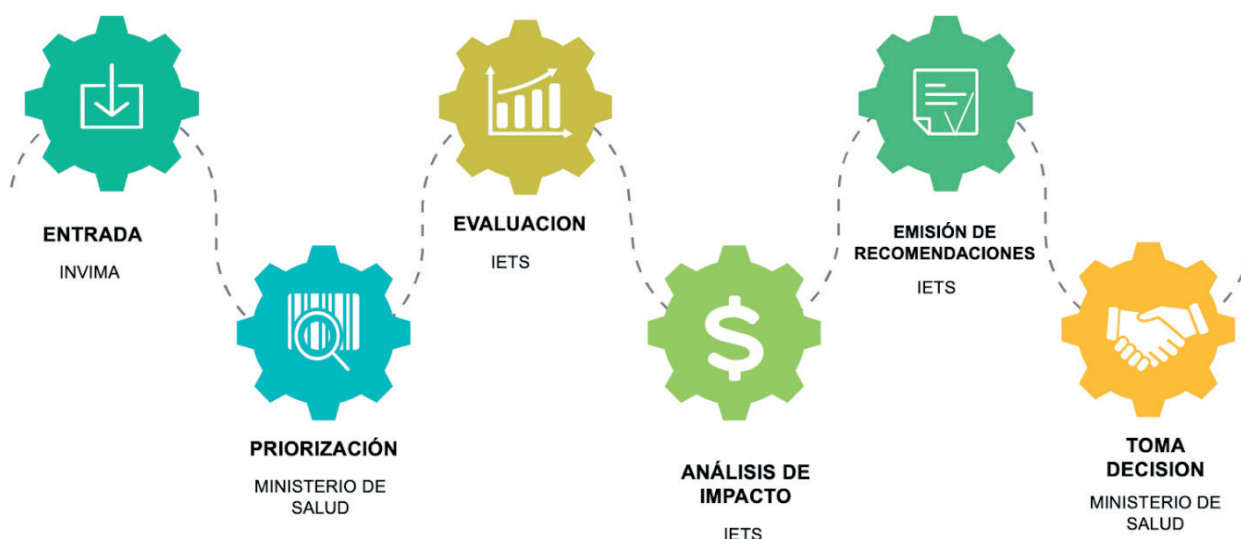 ENTRADA
INVIMA
PRIORIZACIÓN
MINISTERIO DE
SALUD
EVALUACION
IETS
$
ANÁLISIS DE
IMPACTO
IETS
EMISIÓN DE
RECOMENDACIONES
IETS
TOMA
DECISION
MINISTERIO DE
SALUD